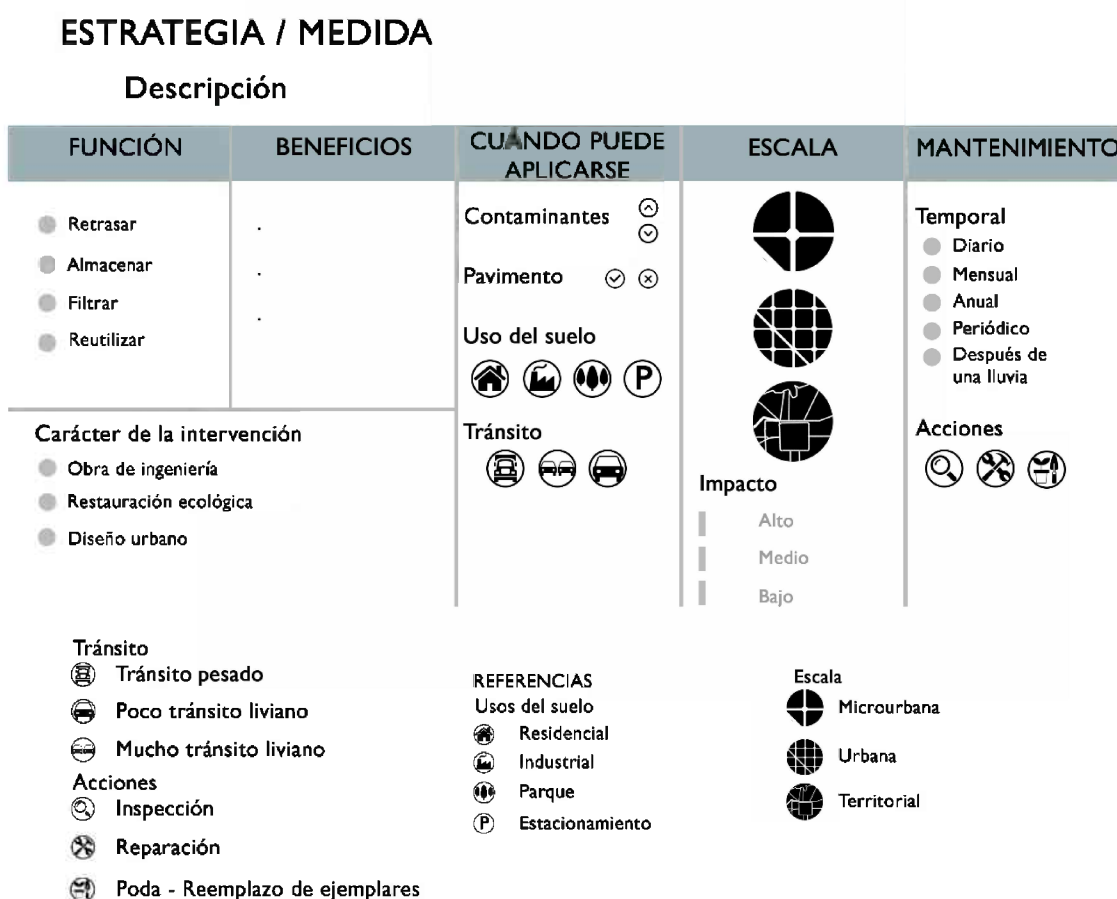 ESTRATEGIA / MEDIDA
Descripción
FUNCIÓN
BENEFICIOS
CUÁNDO PUEDE
APLICARSE
ESCALA
MANTENIMIENTO
Retrasar
Almacenar
Filtrar
Reutilizar
.
.
.
Carácter de la intervención
Obra de ingeniería
Restauración ecológica
Diseño urbano
Contaminantes
Pavimento
Uso del suelo
P
Tránsito
Impacto
Alto
Medio
Bajo
Temporal
Diario
Mensual
Anual
Periódico
Después de
una lluvia
Acciones
Tránsito
Tránsito pesado
Poco tránsito liviano
Mucho tránsito liviano
Acciones
Inspección
Reparación
Poda - Reemplazo de ejemplares
REFERENCIAS
Usos del suelo
Residencial
Industrial
Parque
P Estacionamiento
Escala
Microurbana
Urbana
Territorial